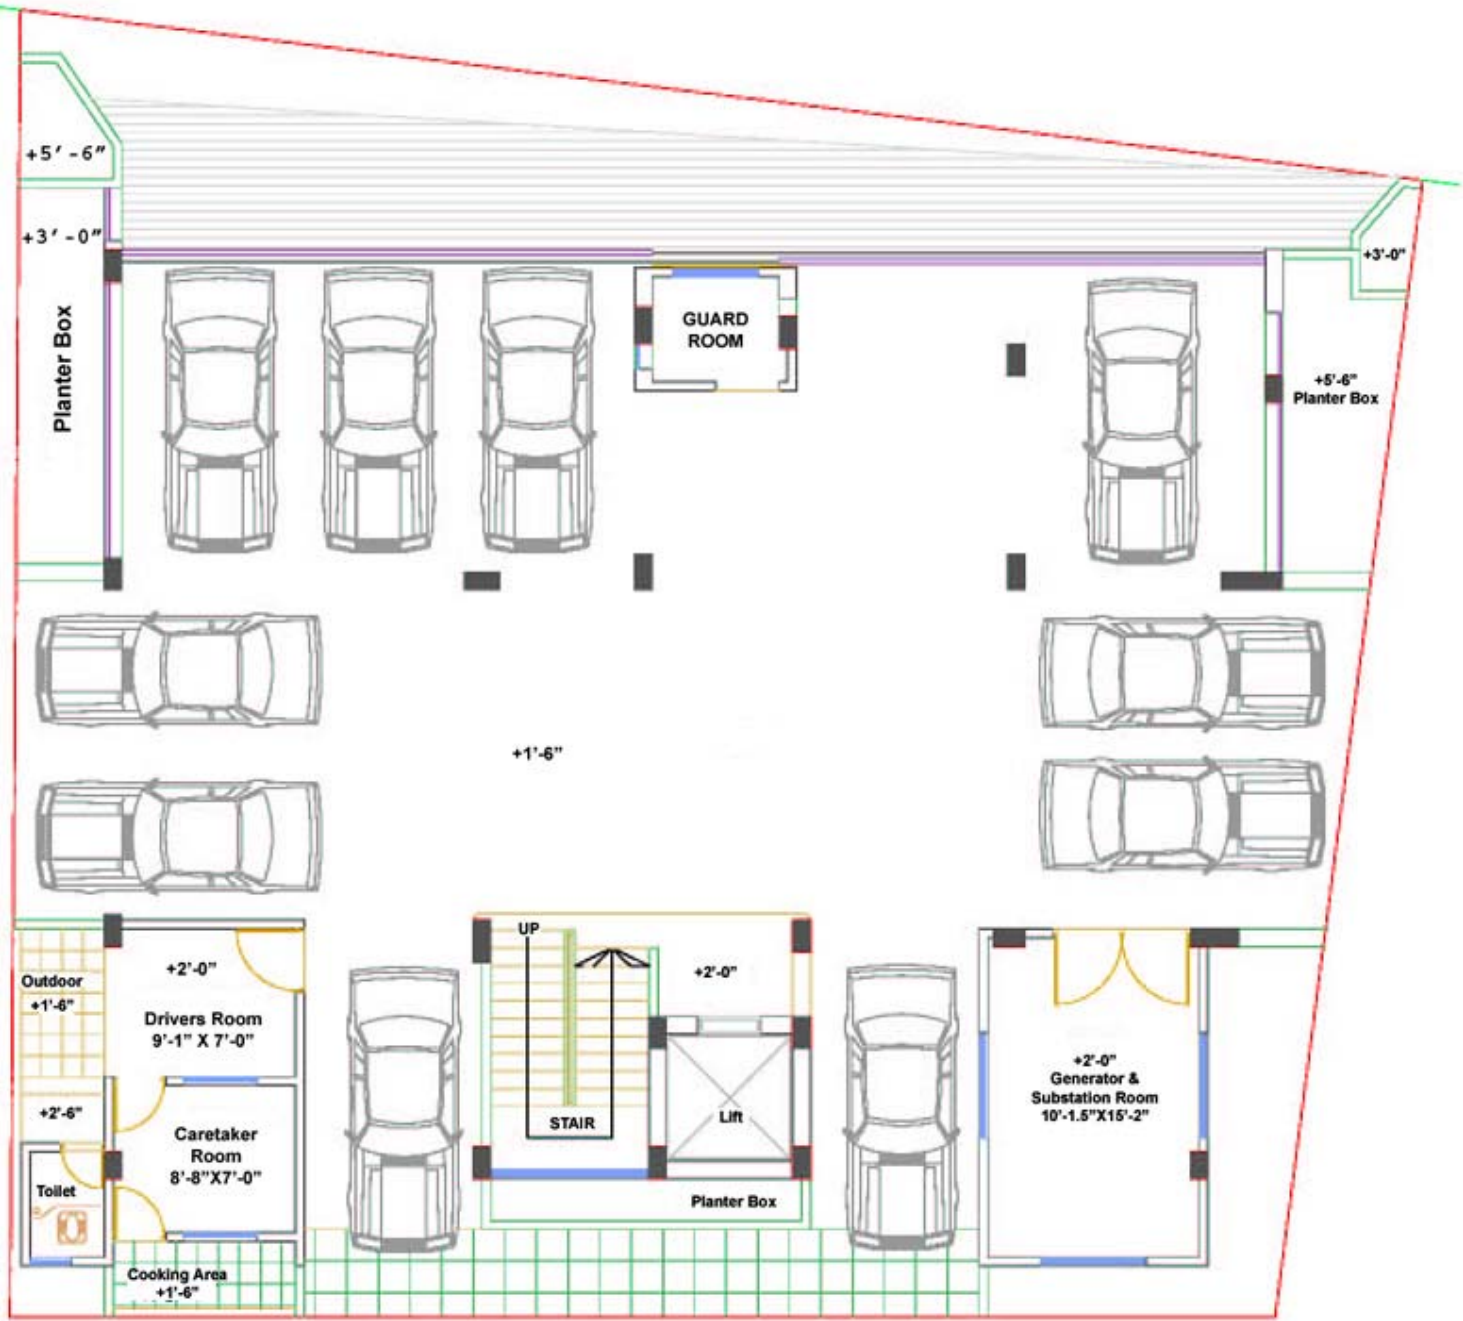 +5'-6"
+3'-0"
Planter Box
GUARD
ROOM
+3'-0"
+5'-6"
Planter Box
+1'-6"
Outdoor
+1'-6"
+2'-0"
Drivers Room
9'-1" X 7'-0"
+2'-6"
Caretaker
Room
8'-8"X7'-0"
Toilet
Cooking Area
+1'-6"
UP
STAIR
+2'-0"
Lift
Planter Box
+2'-0"
Generator &
Substation Room
10'-1.5"X15'-2"